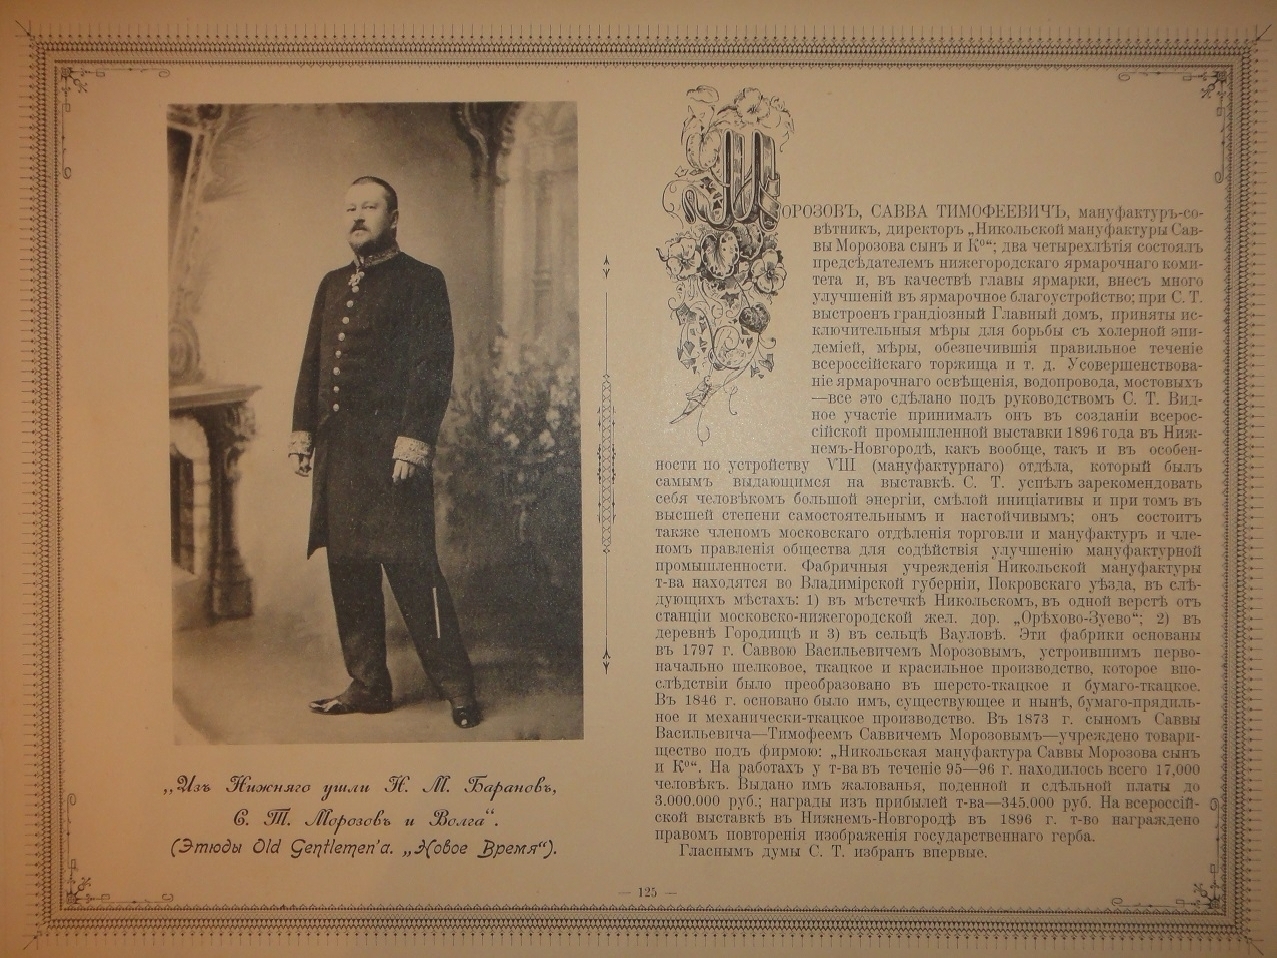 „Изъ Нижняго ушли Н. М. Барановъ,
С. Т. Морозовъ и Волга“.
(Этюды Old Gentlemen'a. „Новое Время“).
МОРОЗОВЪ, САВВА ТИМОФЕЕВИЧЪ, мануфактуръ-со-
вѣтникъ, директоръ „Никольской мануфактуры Сав-
вы Морозова сынъ и К⁰“; два четырехлѣтія состоялъ
предсѣдателемъ нижегородскаго ярмарочнаго коми-
тета и, въ качествѣ главы ярмарки, внесъ много
улучшеній въ ярмарочное благоустройство; при С. Т.
выстроенъ грандіозный Главный домъ, приняты ис-
ключительныя мѣры для борьбы съ холерной эпи-
деміей, мѣры, обезпечившія правильное теченіе
всероссійскаго торжища и т. д. Усовершенствова-
ніе ярмарочнаго освѣщенія, водопровода, мостовыхъ
—все это сдѣлано подъ руководствомъ С. Т. Вид-
ное участіе принималъ онъ въ созданіи всерос-
сійской промышленной выставки 1896 года въ Ниж-
немъ-Новгородѣ, какъ вообще, такъ и въ особен-
ности по устройству VIII (мануфактурнаго) отдѣла, который былъ
самымъ выдающимся на выставкѣ. С. Т. успѣлъ зарекомендовать
себя человѣкомъ большой энергіи, смѣлой иниціативы и при томъ въ
высшей степени самостоятельнымъ и настойчивымъ; онъ состоитъ
также членомъ московскаго отдѣленія торговли и мануфактуръ и чле-
номъ правленія общества для содѣйствія улучшенію мануфактурной
промышленности. Фабричныя учрежденія Никольской мануфактуры
т-ва находятся во Владимірской губерніи, Покровскаго уѣзда, въ слѣ-
дующихъ мѣстахъ: 1) въ мѣстечкѣ Никольскомъ, въ одной верстѣ отъ
станціи московско-нижегородской жел. дор. „Орѣхово-Зуево“; 2) въ
деревнѣ Городищѣ и 3) въ сельцѣ Вауловѣ. Эти фабрики основаны
въ 1797 г. Саввою Васильевичемъ Морозовымъ, устроившимъ перво-
начально шелковое, ткацкое и красильное производство, которое впо-
слѣдствіи было преобразовано въ шерсто-ткацкое и бумаго-ткацкое.
Въ 1846 г. основано было имъ, существующее и нынѣ, бумаго-прядиль-
ное и механически-ткацкое производство. Въ 1873 г. сыномъ Саввы
Васильевича—Тимофеемъ Саввичемъ Морозовымъ—учреждено товари-
щество подъ фирмою: „Никольская мануфактура Саввы Морозова сынъ
и К⁰“. На работахъ у т-ва въ теченіе 95—96 г. находилось всего 17,000
человѣкъ. Выдано имъ жалованья, поденной и сдѣльной платы до
3.000.000 руб.; награды изъ прибылей т-ва—345.000 руб. На всероссій-
ской выставкѣ въ Нижнемъ-Новгородѣ въ 1896 г. т-во награждено
правомъ повторенія изображенія государственнаго герба.
Гласнымъ думы С. Т. избранъ впервые.
— 125 —